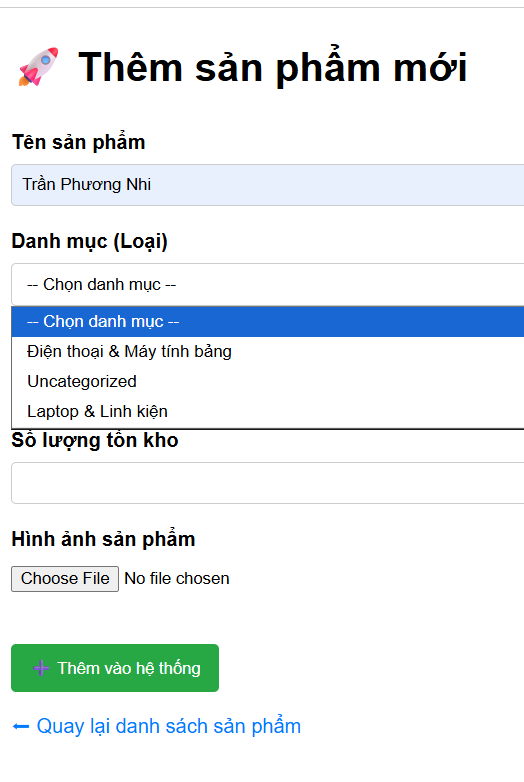 Thêm sản phẩm mới
Tên sản phẩm
Trần Phương Nhi
Danh mục (Loại)
-- Chọn danh mục --
-- Chọn danh mục --
Điện thoại & Máy tính bảng
Uncategorized
Laptop & Linh kiện
Số lượng tồn kho
Hình ảnh sản phẩm
Choose File No file chosen
➕ Thêm vào hệ thống
← Quay lại danh sách sản phẩm